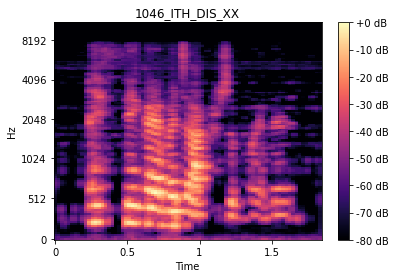 1046_ITH_DIS_XX
Hz
8192
4096
2048
1024
512
0
0
0.5
1
1.5
Time
+0 dB
-10 dB
-20 dB
-30 dB
-40 dB
-50 dB
-60 dB
-70 dB
-80 dB